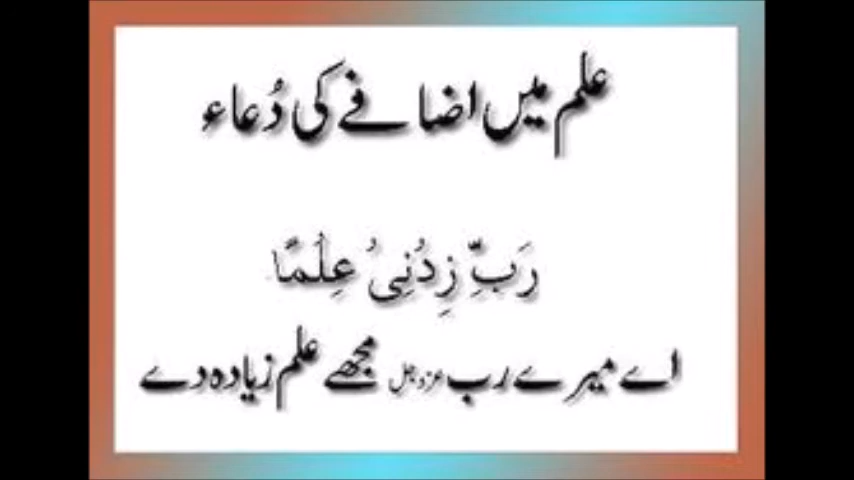 علم میں اضافے کی دُعاء
رَبِّ زِدْنِىْ عِلْمًا
اے میرے رب عزوجل مجھے علم زیادہ دے